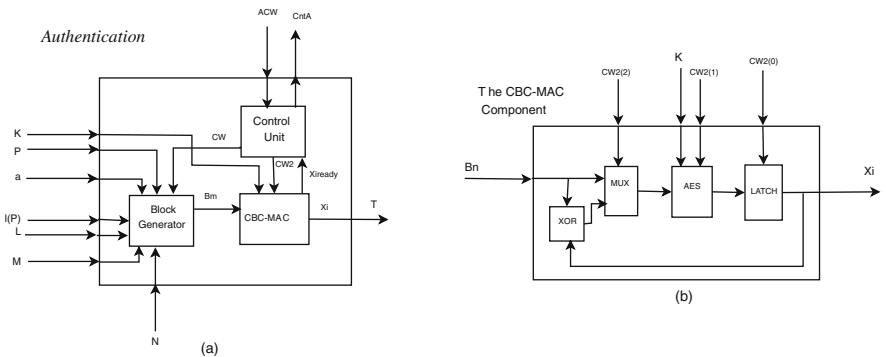 Authentication
ACW
CntA
K
P
a
l(P)
L
M
N
CW
Control
Unit
CW2
Xiready
Block
Generator
Bm
CBC-MAC
Xi
T
(a)
T he CBC-MAC
Component
CW2(2)
K
CW2(1)
CW2(0)
Bn
MUX
AES
LATCH
XOR
Xi
(b)